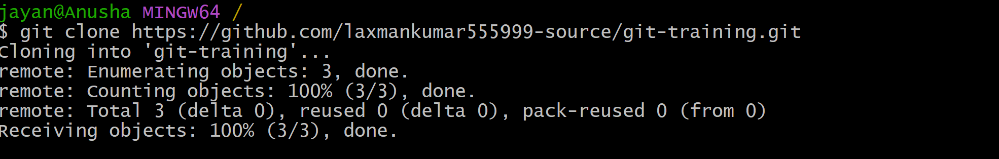 jayan@Anusha MINGW64 /
$ git clone https://github.com/laxmankumar555999-source/git-training.git
Cloning into 'git-training'...
remote: Enumerating objects: 3, done.
remote: Counting objects: 100% (3/3), done.
remote: Total 3 (delta 0), reused 0 (delta 0), pack-reused 0 (from 0)
Receiving objects: 100% (3/3), done.